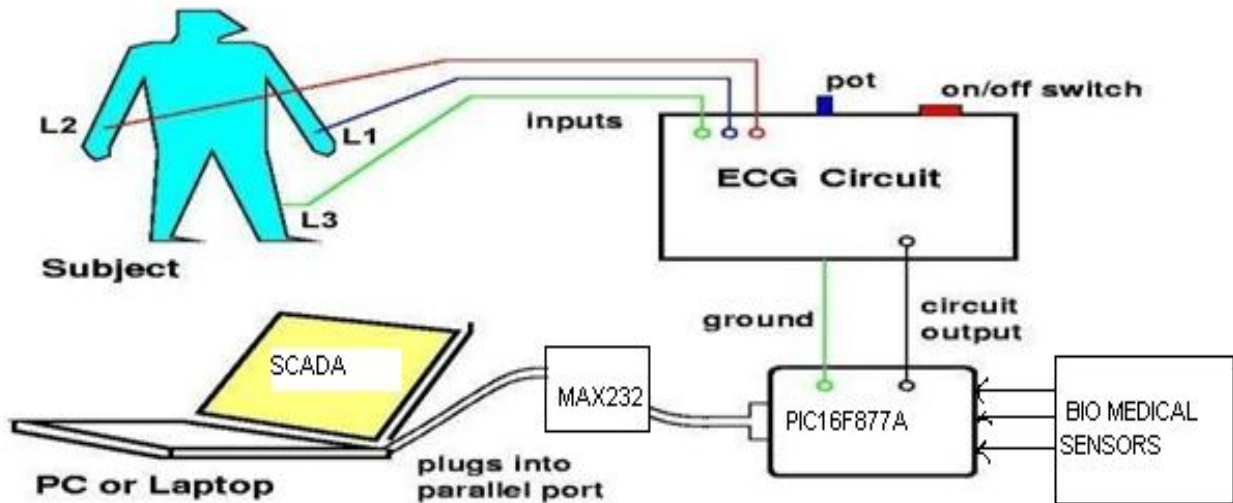 pot
on/off switch
L2
L1
inputs
ECG Circuit
L3
Subject
ground
circuit
output
SCADA
MAX232
PIC16F877A
BIO MEDICAL
SENSORS
plugs into
parallel port
PC or Laptop